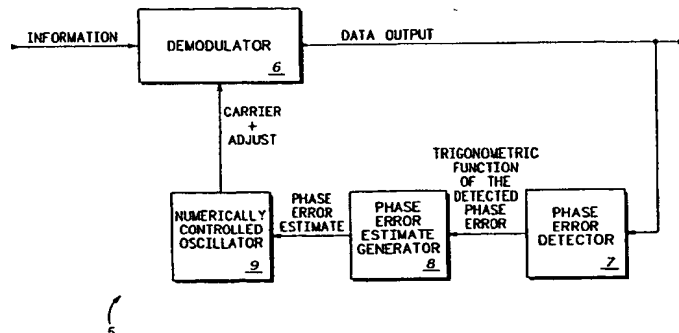 INFORMATION
DEMODULATOR
6
DATA OUTPUT
CARRIER
+
ADJUST
TRIGONOMETRIC
FUNCTION
OF THE
DETECTED
PHASE
ERROR
NUMERICALLY
CONTROLLED
OSCILLATOR
9
PHASE
ERROR
ESTIMATE
PHASE
ERROR
ESTIMATE
GENERATOR
8
PHASE
ERROR
DETECTOR
7
5